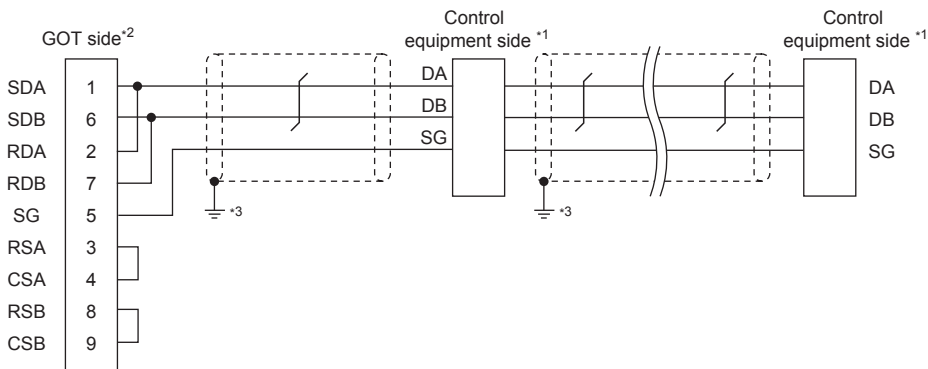 GOT side*2
Control
equipment side *1
Control
equipment side *1
SDA 1
SDB 6
RDA 2
RDB 7
SG 5
RSA 3
CSA 4
RSB 8
CSB 9
DA
DB
SG
DA
DB
SG
*3
*3